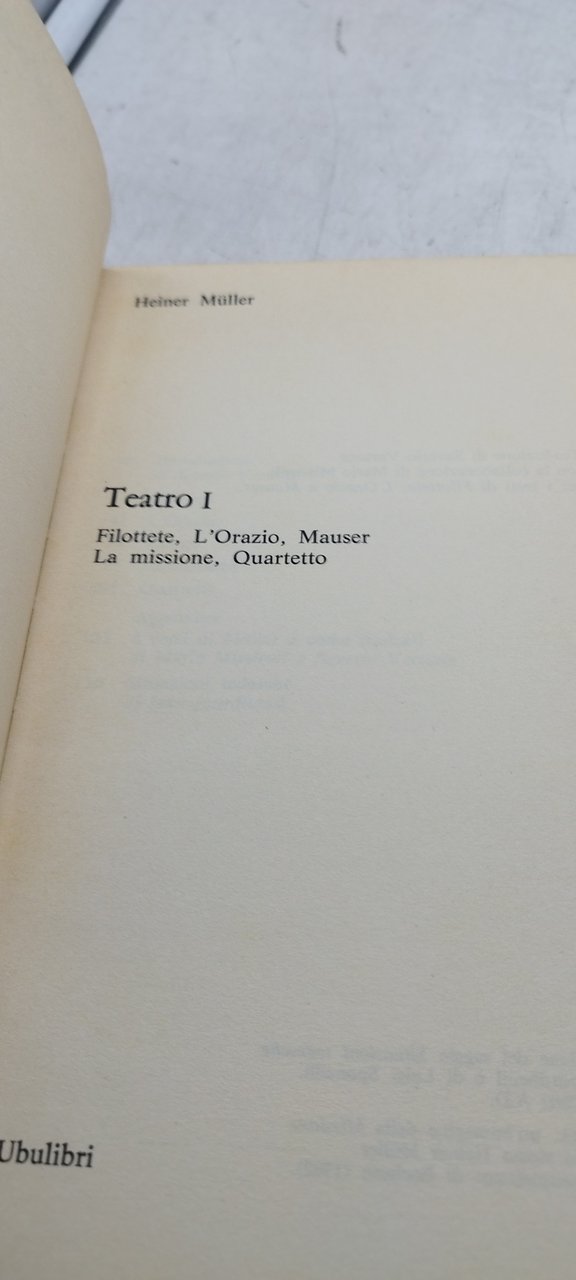 Heiner Müller
Teatro I
Filottete, L'Orazio, Mauser
La missione, Quartetto
Ubulibri